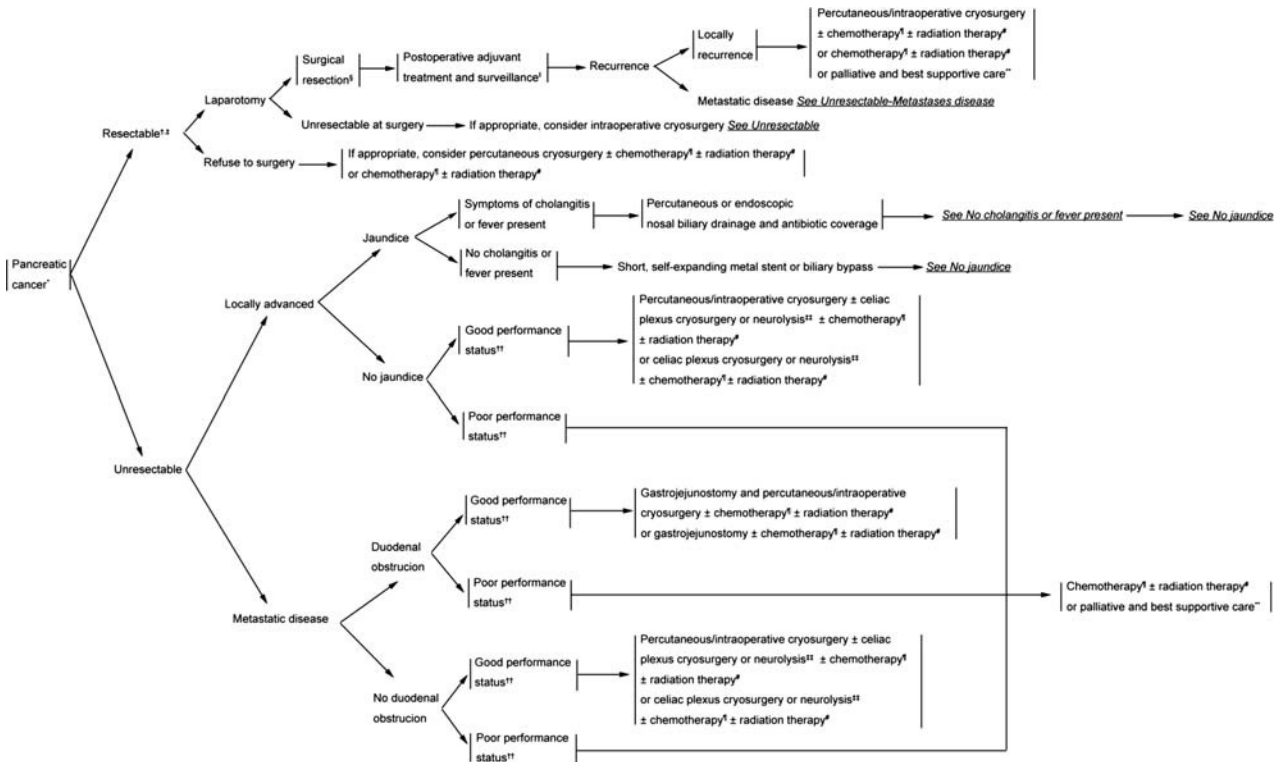 Pancreatic
cancer*
Resectable†,‡
Laparotomy
Surgical
resection§
Postoperative adjuvant
treatment and surveillance‖
Recurrence
Locally
recurrence
Percutaneous/intraoperative cryosurgery
± chemotherapy¶ ± radiation therapy#
or chemotherapy¶ ± radiation therapy#
or palliative and best supportive care**
Metastatic disease See Unresectable-Metastases disease
Unresectable at surgery
If appropriate, consider intraoperative cryosurgery See Unresectable
Refuse to surgery
If appropriate, consider percutaneous cryosurgery ± chemotherapy¶ ± radiation therapy#
or chemotherapy¶ ± radiation therapy#
Unresectable
Locally advanced
Jaundice
Symptoms of cholangitis
or fever present
Percutaneous or endoscopic
nosal biliary drainage and antibiotic coverage
See No cholangitis or fever present
See No jaundice
No cholangitis or
fever present
Short, self-expanding metal stent or biliary bypass
See No jaundice
No jaundice
Good performance
status††
Percutaneous/intraoperative cryosurgery ± celiac
plexus cryosurgery or neurolysis‡‡ ± chemotherapy¶
± radiation therapy#
or celiac plexus cryosurgery or neurolysis‡‡
± chemotherapy¶ ± radiation therapy#
Poor performance
status††
Metastatic disease
Duodenal
obstrucion
Good performance
status††
Gastrojejunostomy and percutaneous/intraoperative
cryosurgery ± chemotherapy¶ ± radiation therapy#
or gastrojejunostomy ± chemotherapy¶ ± radiation therapy#
Poor performance
status††
Chemotherapy¶ ± radiation therapy#
or palliative and best supportive care**
No duodenal
obstrucion
Good performance
status††
Percutaneous/intraoperative cryosurgery ± celiac
plexus cryosurgery or neurolysis‡‡ ± chemotherapy¶
± radiation therapy#
or celiac plexus cryosurgery or neurolysis‡‡
± chemotherapy¶ ± radiation therapy#
Poor performance
status††